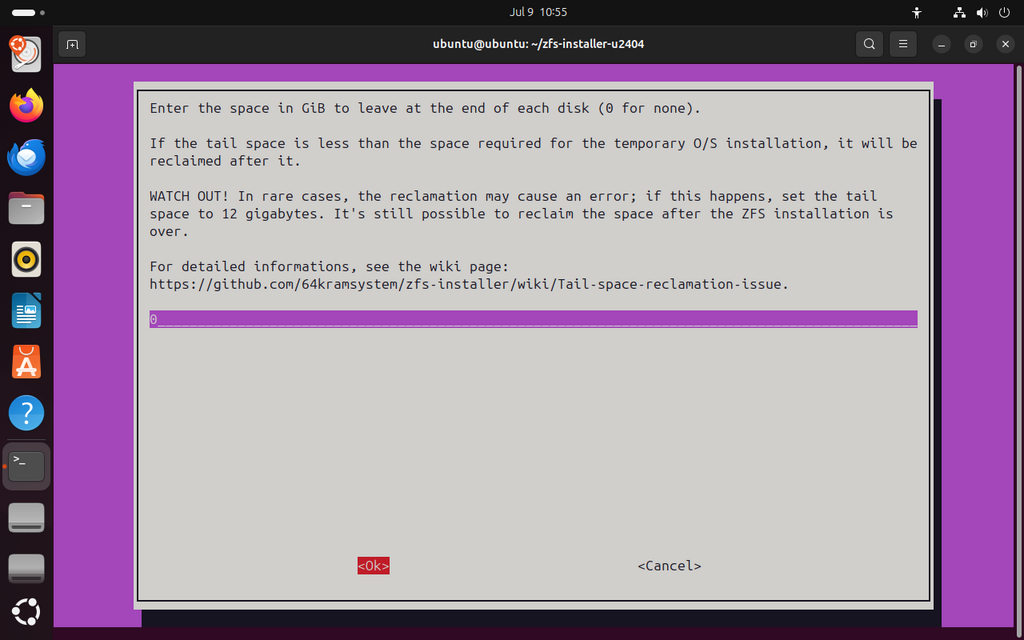 Jul 9 10:55
ubuntu@ubuntu: ~/zfs-installer-u2404
Enter the space in GiB to leave at the end of each disk (0 for none).
If the tail space is less than the space required for the temporary O/S installation, it will be
reclaimed after it.
WATCH OUT! In rare cases, the reclamation may cause an error; if this happens, set the tail
space to 12 gigabytes. It's still possible to reclaim the space after the ZFS installation is
over.
For detailed informations, see the wiki page:
https://github.com/64kramsystem/zfs-installer/wiki/Tail-space-reclamation-issue.
0
<Ok> <Cancel>